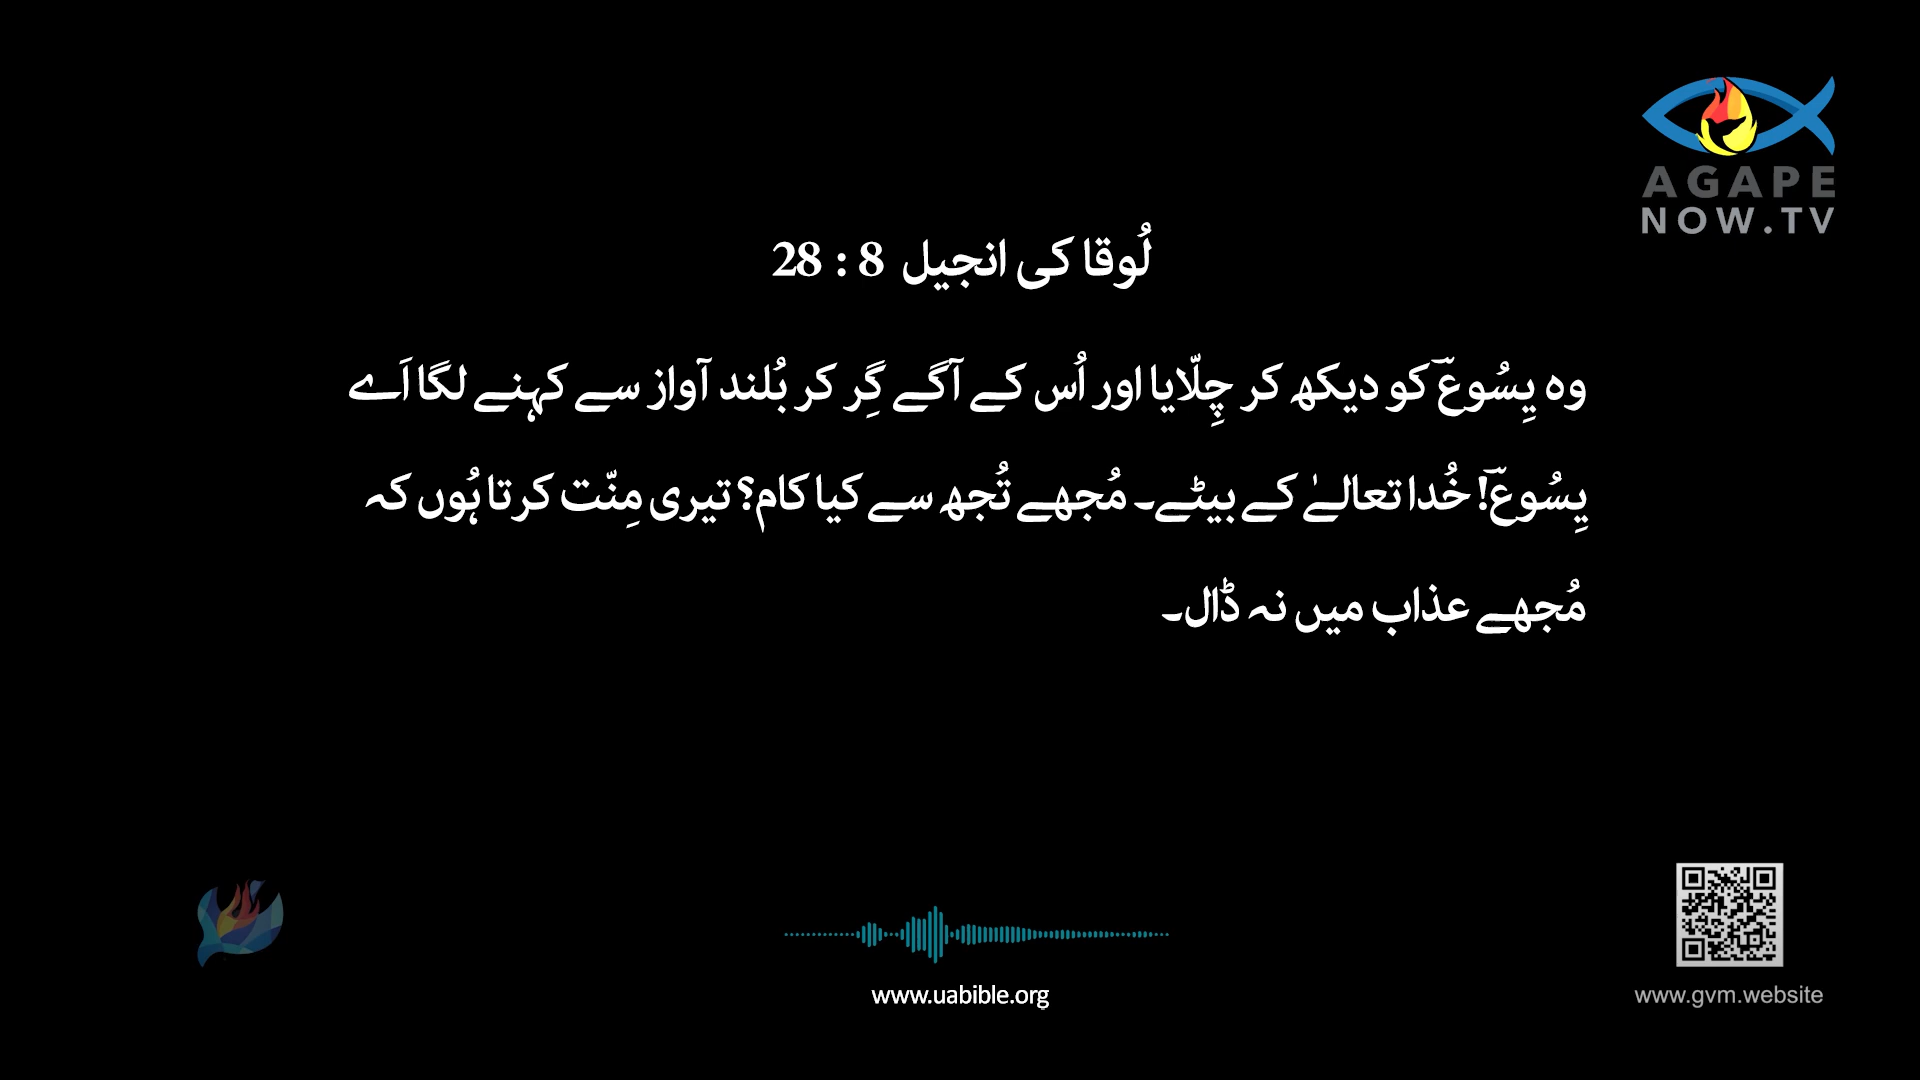 AGAPE
NOW.TV
لُوقا کی انجیل 8 : 28
وہ یِسُوعؔ کو دیکھ کر چِلّایا اور اُس کے آگے گِر کر بُلند آواز سے کہنے لگا اَے
یِسُوعؔ! خُدا تعالےٰ کے بیٹے۔ مُجھے تُجھ سے کیا کام؟ تیری مِنّت کرتا ہُوں کہ
مُجھے عذاب میں نہ ڈال۔
www.uabible.org
www.gvm.website